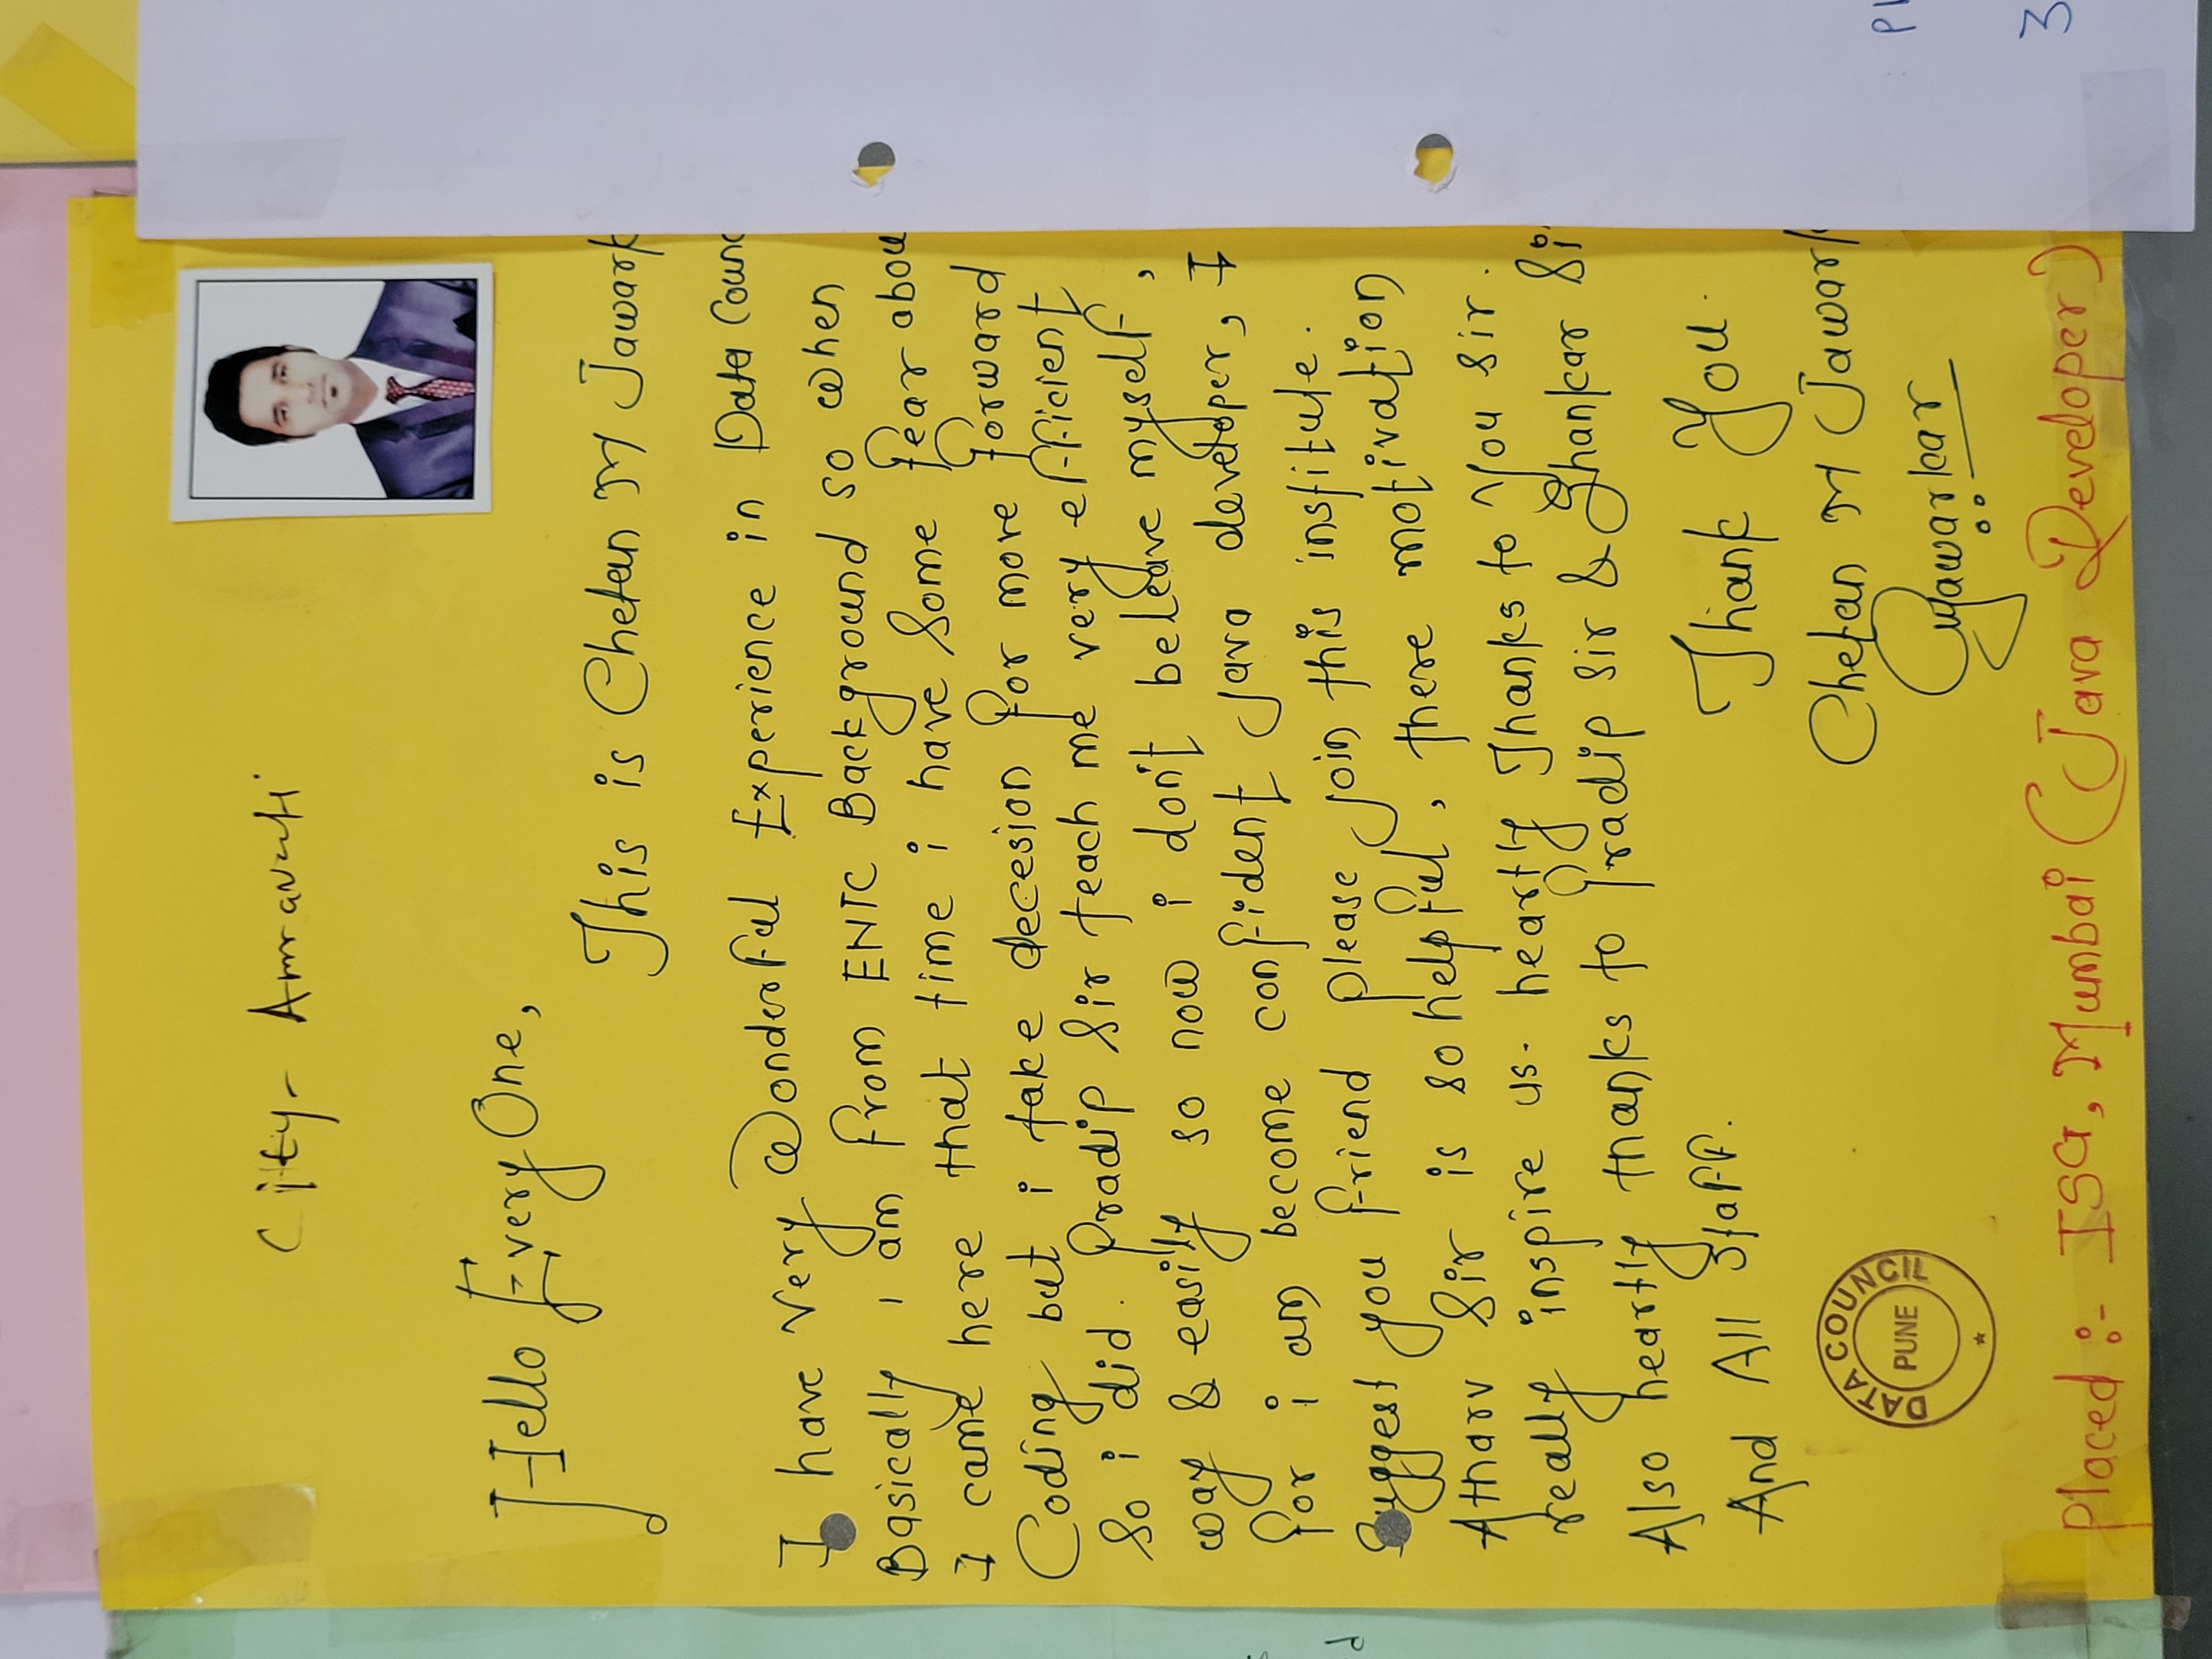 City- Amravati
Hello Every One,
This is Chetan M Jawark
I have Very Wonderful Experience in Data Counc
Basically i am from ENTC Background so when
I came here that time i have some fear abou
Coding but i take decesion for more forward
So i did. Pradip Sir teach me very efficient
way & easily so now i don't beleave myself,
for i am become confident Java developer, I
Suggest you friend please join this institute.
Atharv Sir is so helpful, there motivation
really inspire us. heartly Thanks to You sir.
Also heartly thanks to Pradip sir & Shankar Si
And All Staff.
Thank You.
Chetan M Jawark
Cjawarkar
DATA COUNCIL
PUNE
Placed :- ISG, Mumbai (Java Developer)
d
3